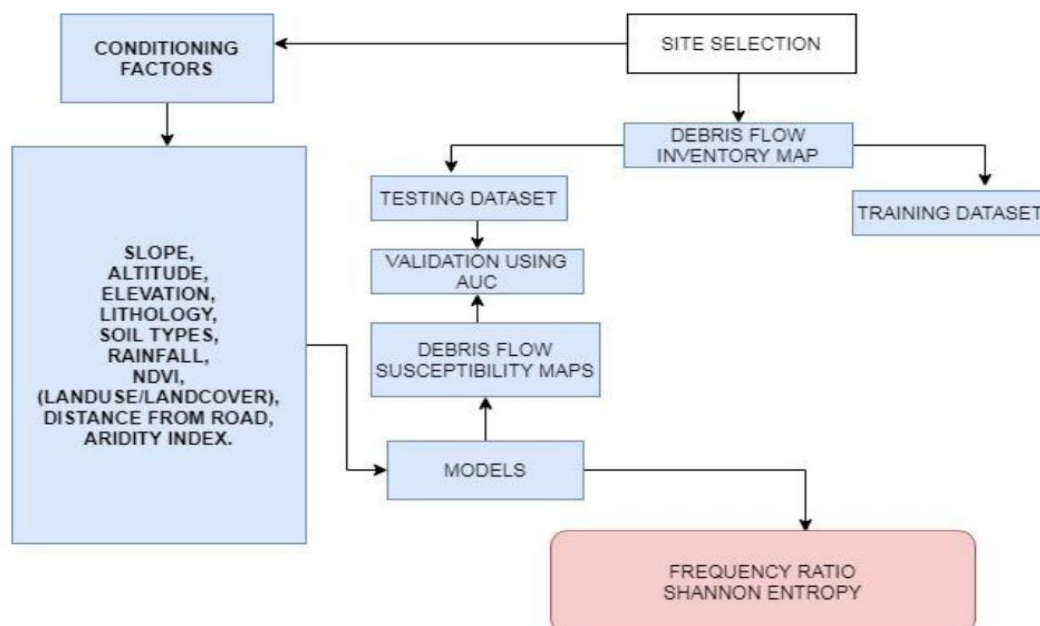 CONDITIONING
FACTORS
SITE SELECTION
DEBRIS FLOW
INVENTORY MAP
TESTING DATASET
TRAINING DATASET
VALIDATION USING
AUC
DEBRIS FLOW
SUSCEPTIBILITY MAPS
SLOPE,
ALTITUDE,
ELEVATION,
LITHOLOGY,
SOIL TYPES,
RAINFALL,
NDVI,
(LANDUSE/LANDCOVER),
DISTANCE FROM ROAD,
ARIDITY INDEX.
MODELS
FREQUENCY RATIO
SHANNON ENTROPY